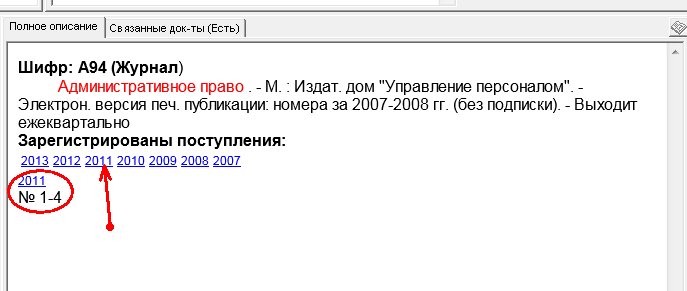 Полное описание Связанные док-ты (Есть)
Шифр: А94 (Журнал)
Административное право . - М. : Издат. дом "Управление персоналом". -
Электрон. версия печ. публикации: номера за 2007-2008 гг. (без подписки). - Выходит
ежеквартально
Зарегистрированы поступления:
2013 2012 2011 2010 2009 2008 2007
2011
№ 1-4